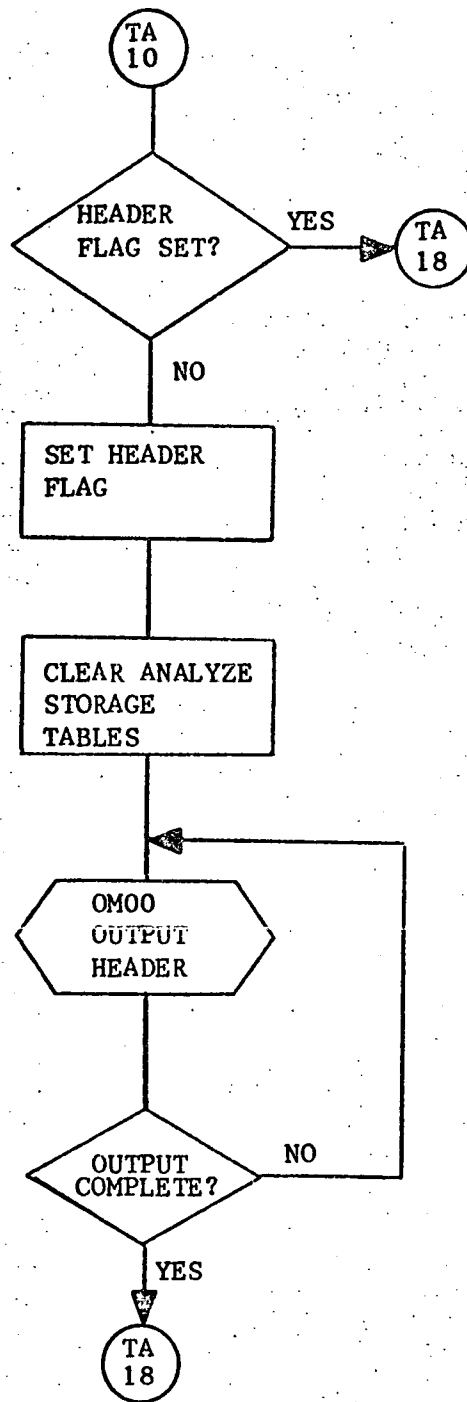 TA
10
HEADER
FLAG SET?
YES
TA
18
NO
SET HEADER
FLAG
CLEAR ANALYZE
STORAGE
TABLES
OM00
OUTPUT
HEADER
OUTPUT
COMPLETE?
NO
YES
TA
18